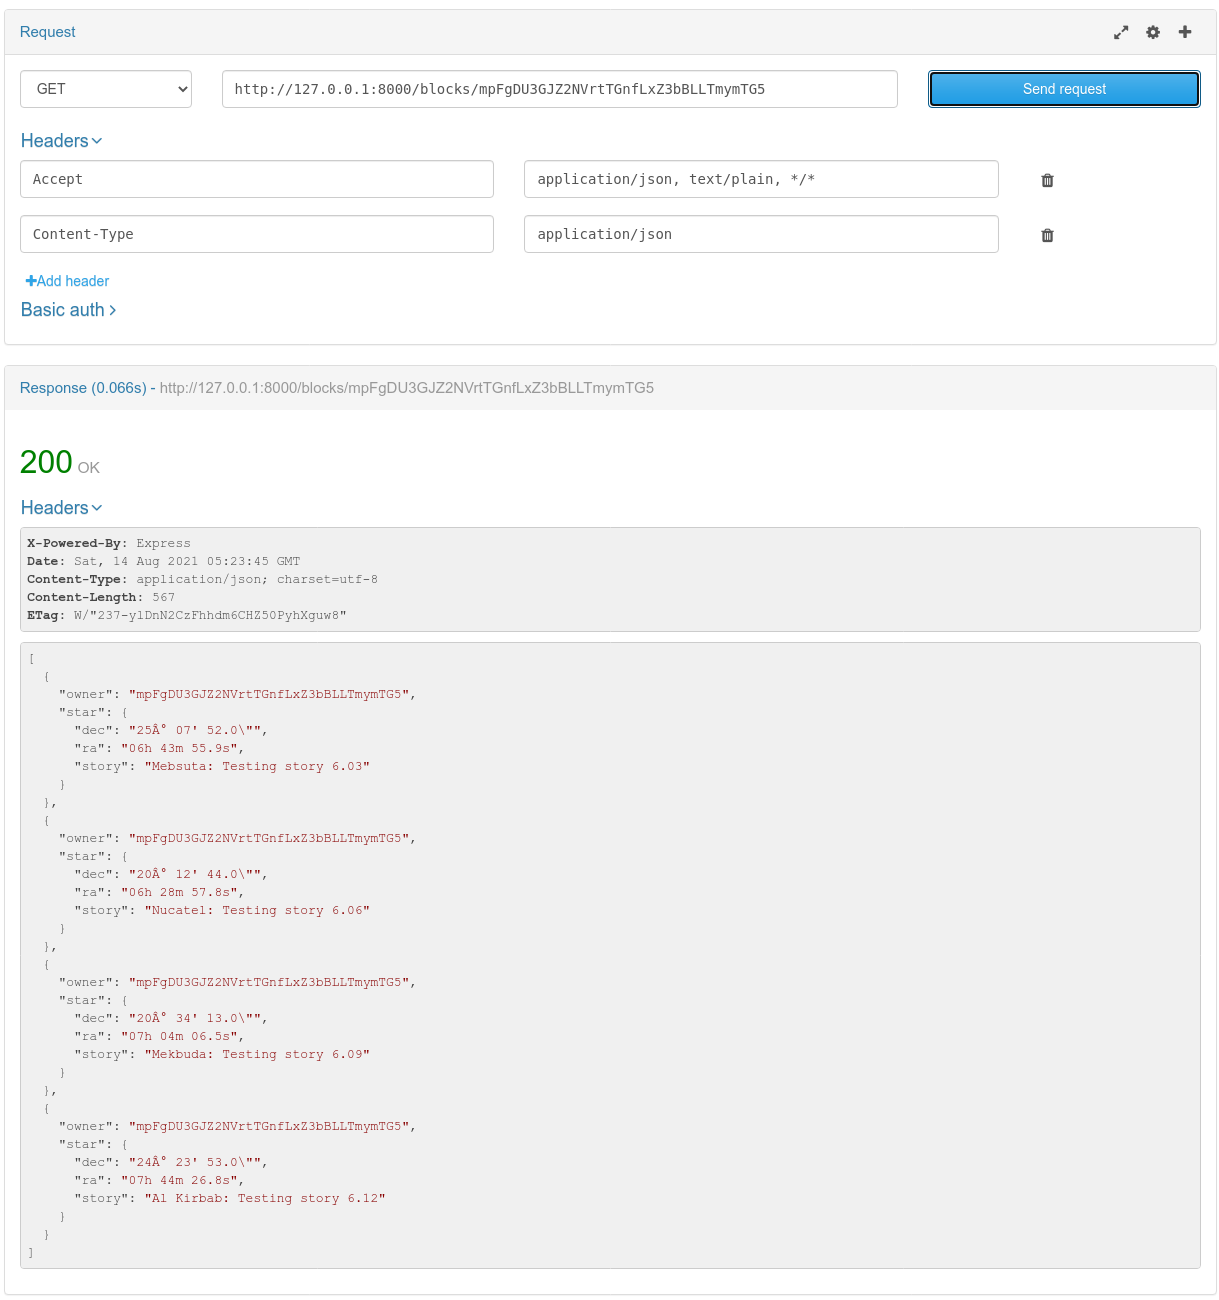 Request
GET
http://127.0.0.1:8000/blocks/mpFgDU3GJZ2NVrtTGnfLxZ3bBLLTmymTG5
Send request
Headers
Accept
application/json, text/plain, */*
Content-Type
application/json
Add header
Basic auth
Response (0.066s) - http://127.0.0.1:8000/blocks/mpFgDU3GJZ2NVrtTGnfLxZ3bBLLTmymTG5
200 OK
Headers
X-Powered-By: Express
Date: Sat, 14 Aug 2021 05:23:45 GMT
Content-Type: application/json; charset=utf-8
Content-Length: 567
ETag: W/"237-ylDnN2CzFhhdm6CHZ50PyhXguw8"
[
  {
    "owner": "mpFgDU3GJZ2NVrtTGnfLxZ3bBLLTmymTG5",
    "star": {
      "dec": "25Â° 07' 52.0\"",
      "ra": "06h 43m 55.9s",
      "story": "Mebsuta: Testing story 6.03"
    }
  },
  {
    "owner": "mpFgDU3GJZ2NVrtTGnfLxZ3bBLLTmymTG5",
    "star": {
      "dec": "20Â° 12' 44.0\"",
      "ra": "06h 28m 57.8s",
      "story": "Nucatel: Testing story 6.06"
    }
  },
  {
    "owner": "mpFgDU3GJZ2NVrtTGnfLxZ3bBLLTmymTG5",
    "star": {
      "dec": "20Â° 34' 13.0\"",
      "ra": "07h 04m 06.5s",
      "story": "Mekbuda: Testing story 6.09"
    }
  },
  {
    "owner": "mpFgDU3GJZ2NVrtTGnfLxZ3bBLLTmymTG5",
    "star": {
      "dec": "24Â° 23' 53.0\"",
      "ra": "07h 44m 26.8s",
      "story": "Al Kirbab: Testing story 6.12"
    }
  }
]